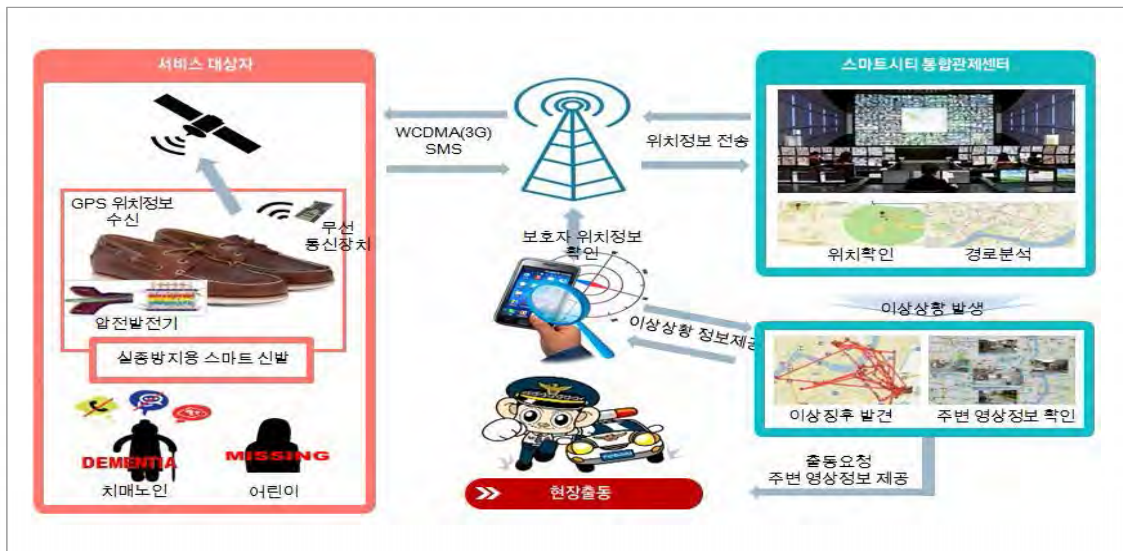 서비스 대상자
GPS 위치정보
수신
무선
통신장치
압전발전기
실종방지용 스마트 신발
DEMENTIA
치매노인
MISSING
어린이
WCDMA(3G)
SMS
위치정보 전송
보호자 위치정보
확인
이상상황 정보제공
스마트시티 통합관제센터
위치확인
경로분석
이상상황 발생
이상징후 발견
주변 영상정보 확인
출동요청
주변 영상정보 제공
현장출동